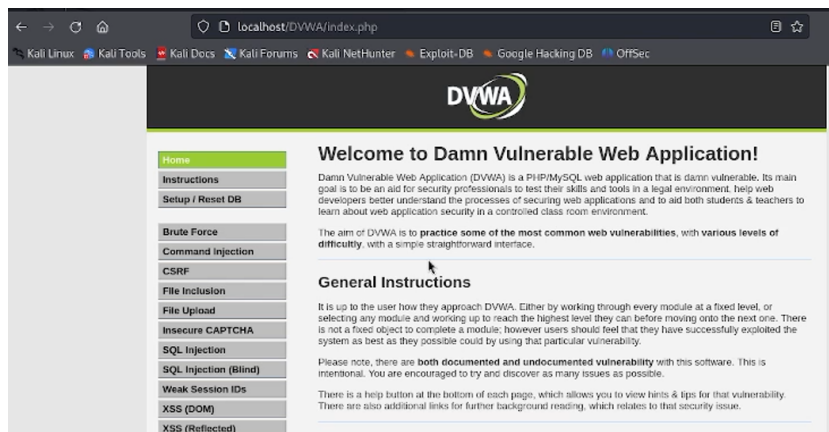 localhost/DVWA/index.php
Kali Linux Kali Tools Kali Docs Kali Forums Kali NetHunter Exploit-DB Google Hacking DB OffSec
DVWA
Home
Instructions
Setup / Reset DB
Brute Force
Command Injection
CSRF
File Inclusion
File Upload
Insecure CAPTCHA
SQL Injection
SQL Injection (Blind)
Weak Session IDs
XSS (DOM)
XSS (Reflected)
Welcome to Damn Vulnerable Web Application!
Damn Vulnerable Web Application (DVWA) is a PHP/MySQL web application that is damn vulnerable. Its main
goal is to be an aid for security professionals to test their skills and tools in a legal environment, help web
developers better understand the processes of securing web applications and to aid both students & teachers to
learn about web application security in a controlled class room environment.
The aim of DVWA is to practice some of the most common web vulnerabilities, with various levels of
difficultly, with a simple straightforward interface.
General Instructions
It is up to the user how they approach DVWA. Either by working through every module at a fixed level, or
selecting any module and working up to reach the highest level they can before moving onto the next one. There
is not a fixed object to complete a module; however users should feel that they have successfully exploited the
system as best as they possible could by using that particular vulnerability.
Please note, there are both documented and undocumented vulnerability with this software. This is
intentional. You are encouraged to try and discover as many issues as possible.
There is a help button at the bottom of each page, which allows you to view hints & tips for that vulnerability.
There are also additional links for further background reading, which relates to that security issue.